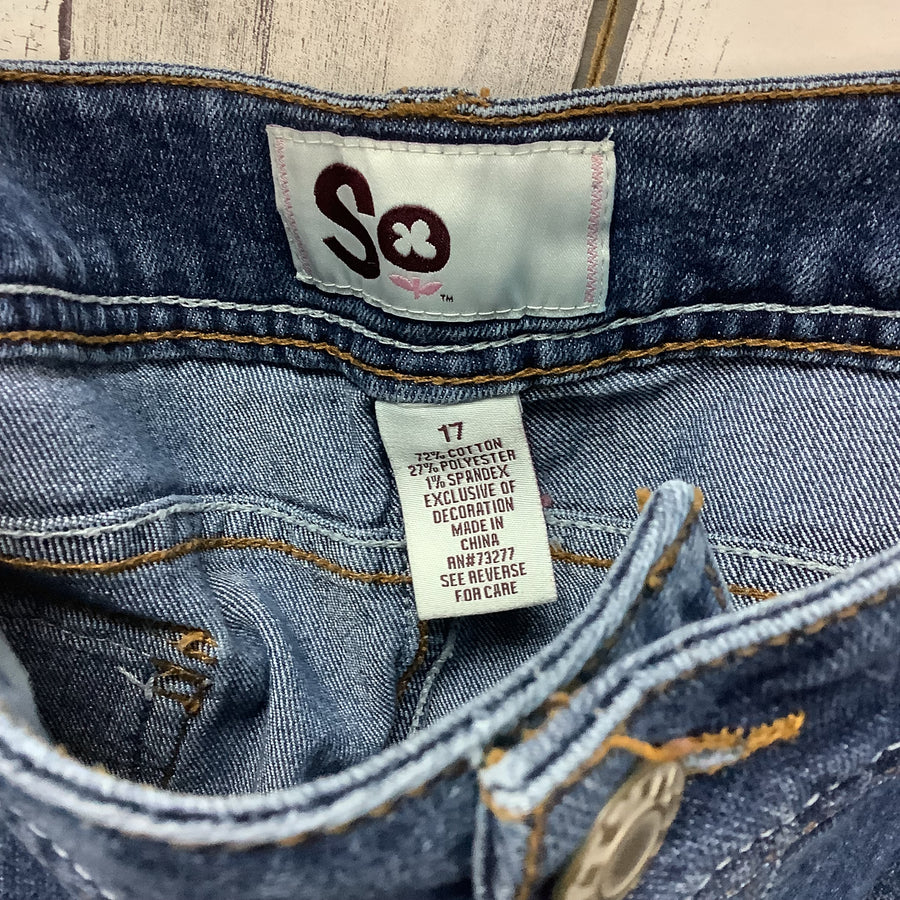 So
TM
17
72% COTTON
27% POLYESTER
1% SPANDEX
EXCLUSIVE OF
DECORATION
MADE IN
CHINA
RN#73277
SEE REVERSE
FOR CARE